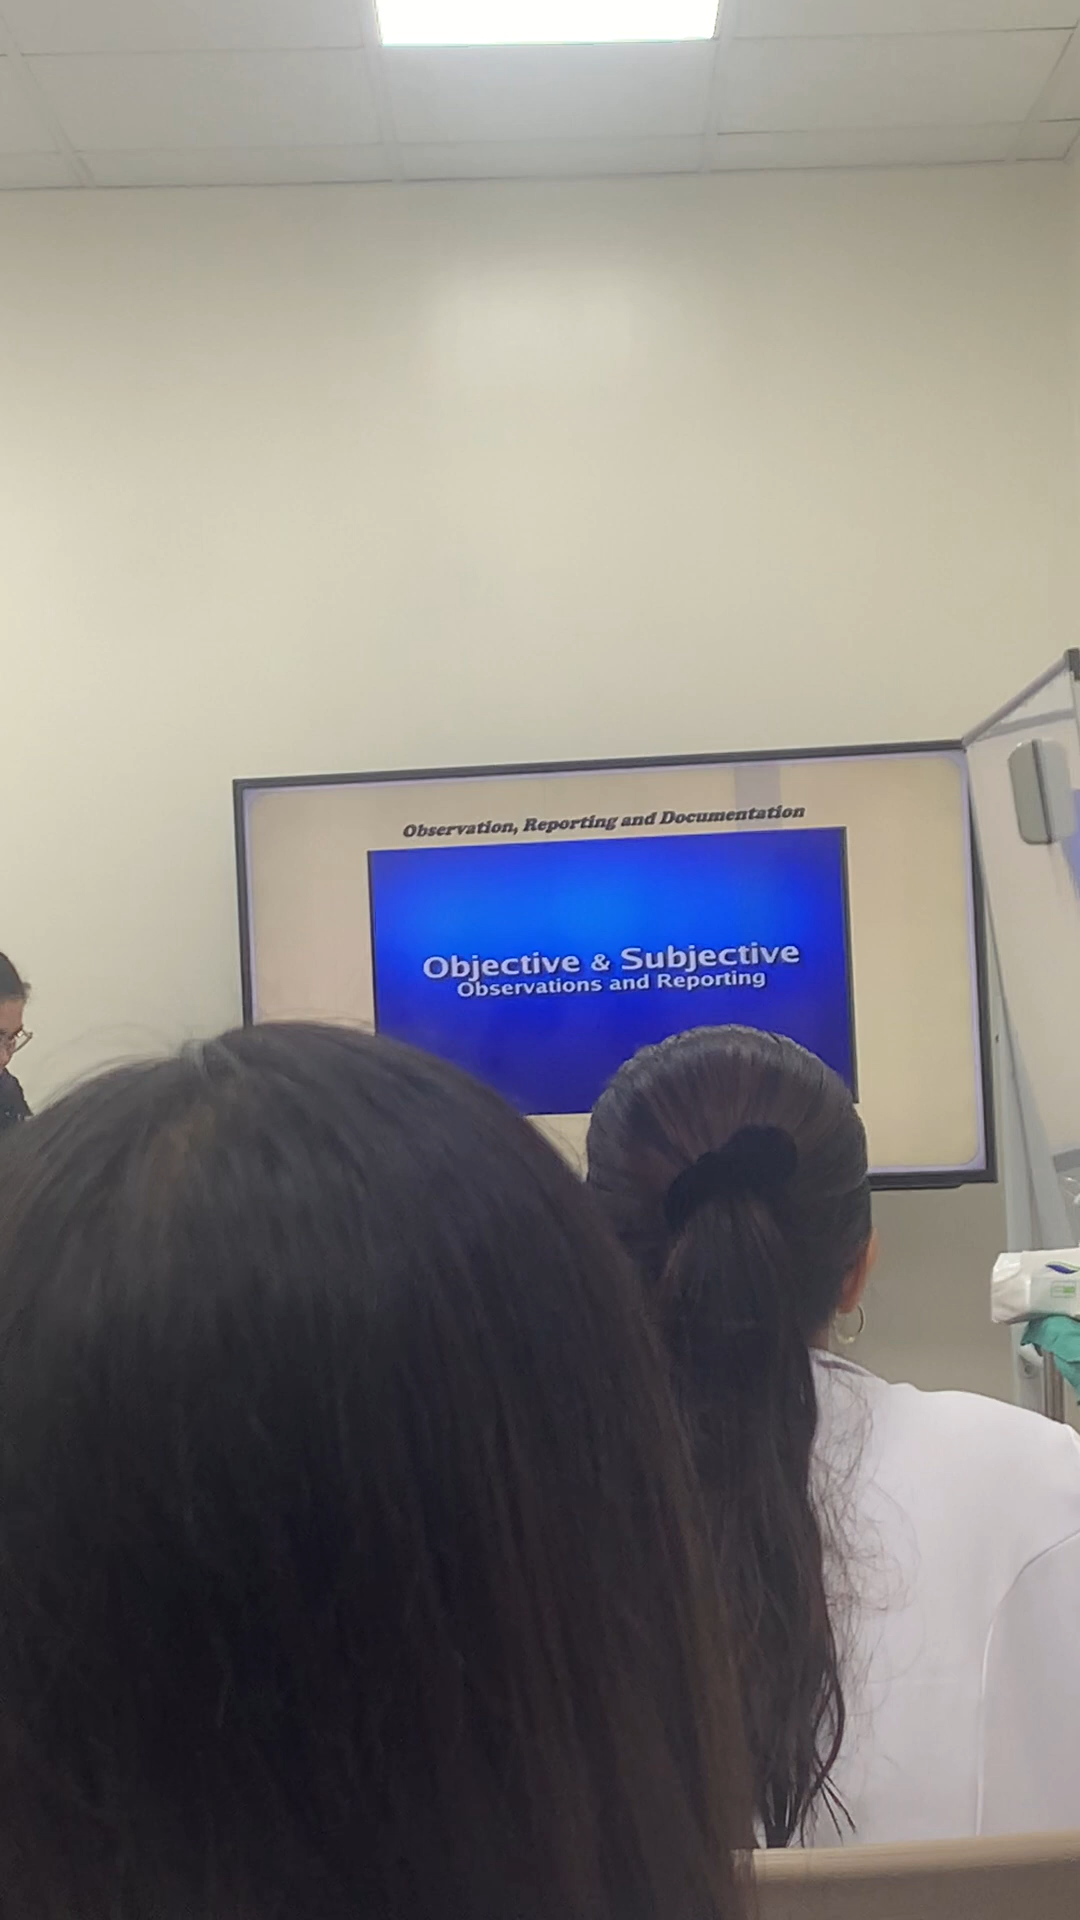 Observation, Reporting and Documentation
Objective & Subjective
Observations and Reporting